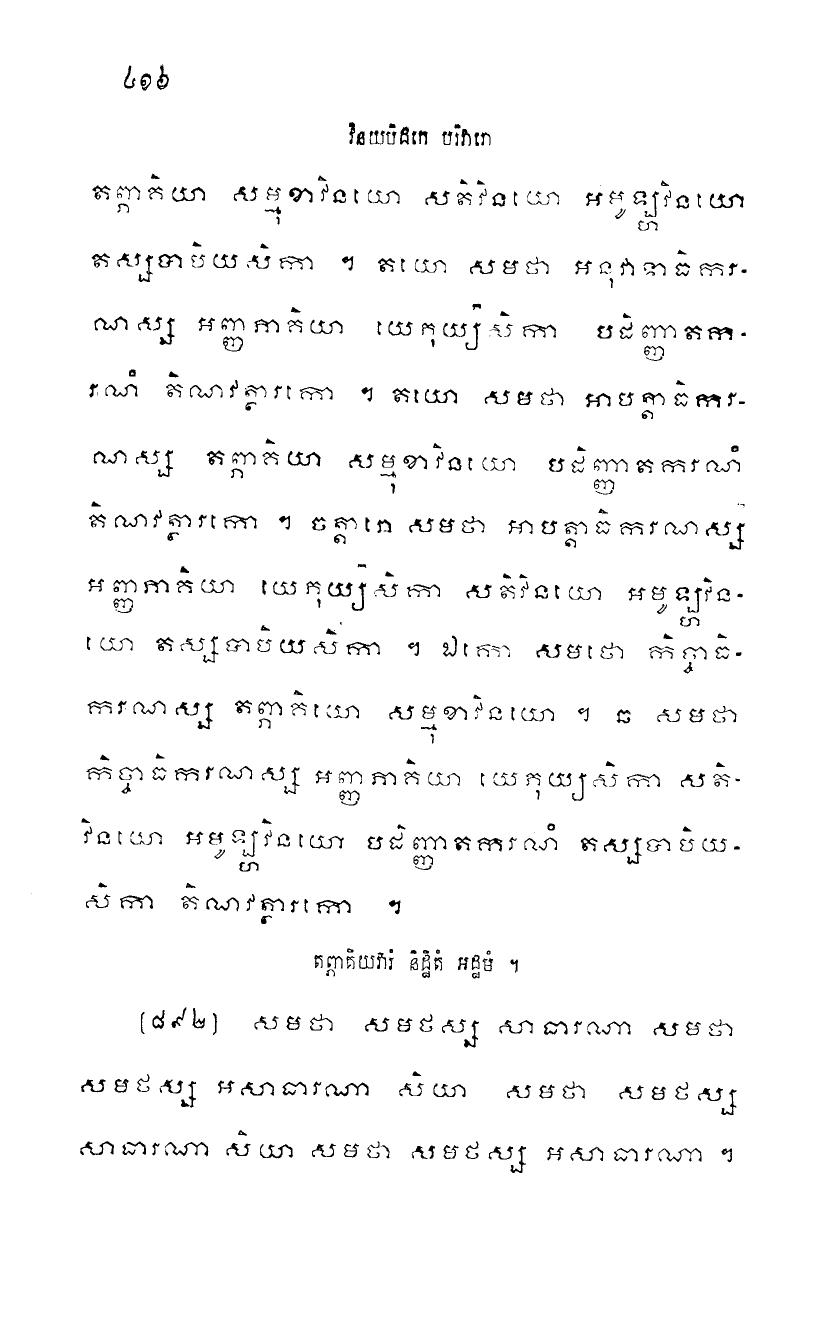 ៤១៦
វិនយបិដកេ បរិវារោ
តព្ភាគិយា សម្មុខាវិនយោ សតិវិនយោ អមូឡ្ហវិនយោ
តស្សបាបិយសិកា ។ តយោ សមថា អនុវាទាធិករ-
ណស្ស អញ្ញភាគិយា យេភុយ្យសិកា បដិញ្ញាតក-
រណំ តិណវត្ថារកោ ។ តយោ សមថា អាបត្តាធិករ-
ណស្ស តព្ភាគិយា សម្មុខាវិនយោ បដិញ្ញាតករណំ
តិណវត្ថារកោ ។ ចត្តារោ សមថា អាបត្តាធិករណស្ស
អញ្ញភាគិយា យេភុយ្យសិកា សតិវិនយោ អមូឡ្ហវិន-
យោ តស្សបាបិយសិកា ។ ឯកោ សមថោ កិច្ចាធិ-
ករណស្ស តព្ភាគិយោ សម្មុខាវិនយោ ។ ឆ សមថា
កិច្ចាធិករណស្ស អញ្ញភាគិយា យេភុយ្យសិកា សតិ-
វិនយោ អមូឡ្ហវិនយោ បដិញ្ញាតករណំ តស្សបាបិយ-
សិកា តិណវត្ថារកោ ។
តព្ភាគិយវារំ និដ្ឋិតំ អដ្ឋមំ ។
(៨៩២) សមថា សមថស្ស សាធារណា សមថា
សមថស្ស អសាធារណា សិយា សមថា សមថស្ស
សាធារណា សិយា សមថា សមថស្ស អសាធារណា ។